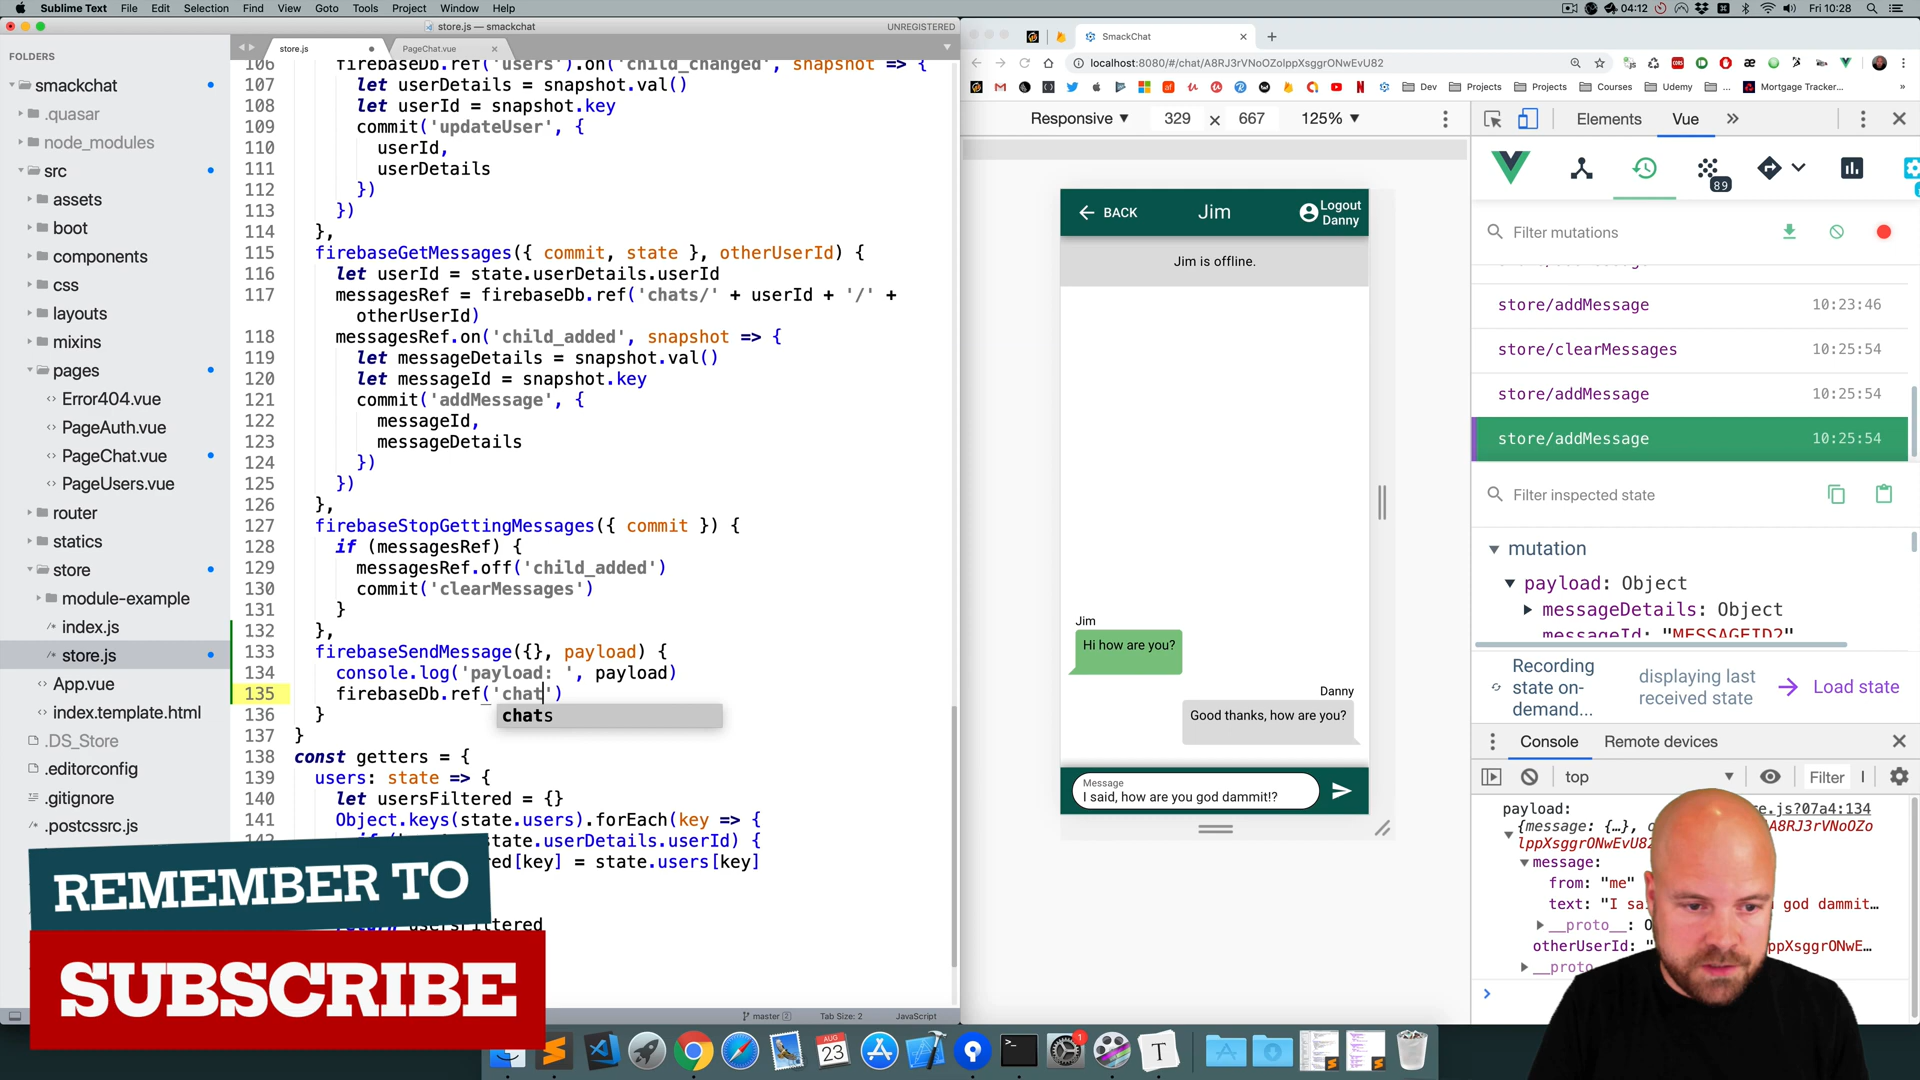 Sublime Text File Edit Selection Find View Goto Tools Project Window Help
04:12 Fri 10:28
store.js — smackchat
UNREGISTERED
FOLDERS
smackchat
.quasar
node_modules
src
assets
boot
components
css
layouts
mixins
pages
Error404.vue
PageAuth.vue
PageChat.vue
PageUsers.vue
router
statics
store
module-example
index.js
store.js
App.vue
index.template.html
.DS_Store
.editorconfig
.gitignore
.postcssrc.js
store.js
PageChat.vue
106 firebaseDb.ref('users').on('child_changed', snapshot => {
107 let userDetails = snapshot.val()
108 let userId = snapshot.key
109 commit('updateUser', {
110 userId,
111 userDetails
112 })
113 })
114 },
115 firebaseGetMessages({ commit, state }, otherUserId) {
116 let userId = state.userDetails.userId
117 messagesRef = firebaseDb.ref('chats/' + userId + '/' +
otherUserId)
118 messagesRef.on('child_added', snapshot => {
119 let messageDetails = snapshot.val()
120 let messageId = snapshot.key
121 commit('addMessage', {
122 messageId,
123 messageDetails
124 })
125 })
126 },
127 firebaseStopGettingMessages({ commit }) {
128 if (messagesRef) {
129 messagesRef.off('child_added')
130 commit('clearMessages')
131 }
132 },
133 firebaseSendMessage({}, payload) {
134 console.log('payload: ', payload)
135 firebaseDb.ref('chat')
chats
136 }
137 }
138 const getters = {
139 users: state => {
140 let usersFiltered = {}
141 Object.keys(state.users).forEach(key => {
state.userDetails.userId) {
ed[key] = state.users[key]
return usersFiltered
REMEMBER TO
SUBSCRIBE
master 2
Tab Size: 2
JavaScript
SmackChat
localhost:8080/#/chat/A8RJ3rVNoOZolppXsggrONwEvU82
Dev
Projects
Projects
Courses
Udemy
...
Mortgage Tracker...
Responsive
329 × 667
125%
BACK
Jim
Logout
Danny
Jim is offline.
Jim
Hi how are you?
Danny
Good thanks, how are you?
Message
I said, how are you god dammit!?
Elements
Vue
89
Filter mutations
store/addMessage 10:23:46
store/clearMessages 10:25:54
store/addMessage 10:25:54
store/addMessage 10:25:54
Filter inspected state
mutation
payload: Object
messageDetails: Object
messageId: "MESSAGEID2"
Recording
state on-
demand...
displaying last
received state
Load state
Console
Remote devices
top
Filter
payload: re.js?07a4:134
{message: {…}, A8RJ3rVNoOZo
lppXsggrONwEvU82
message:
from: "me"
text: "I sa god dammit…
__proto__:
otherUserId: ppXsggrONwE…
__proto
AUG
23
1
T